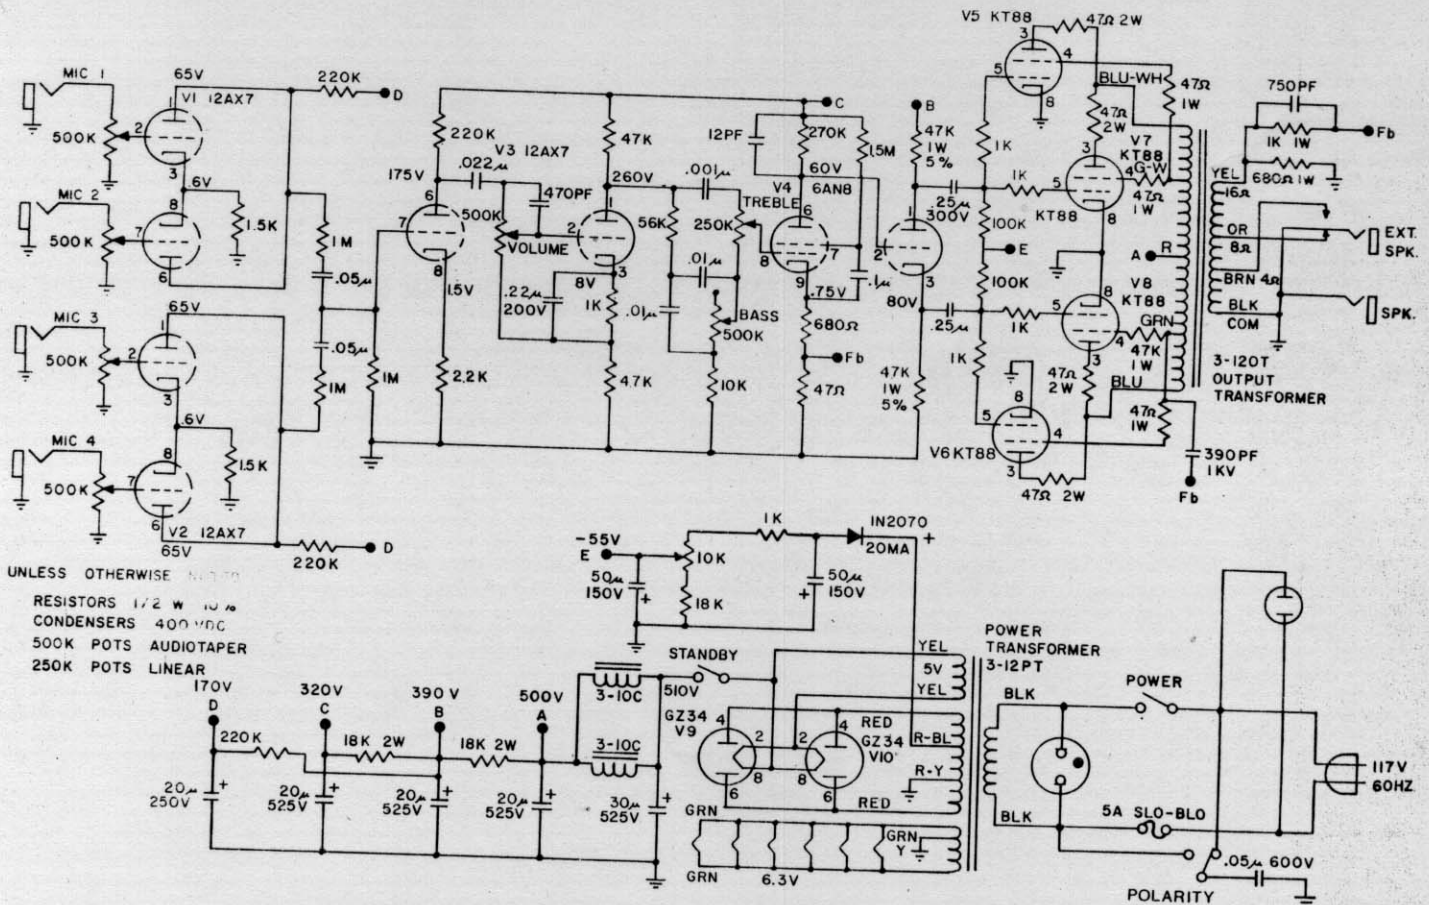 MIC 1
65V
V1 12AX7
220K
D
500K
1
2
3
.6V
MIC 2
8
1.5K
500K
7
6
1M
.05µ
65V
MIC 3
1
500K
2
3
.6V
.05µ
1M
MIC 4
8
1.5K
500K
7
6
V2 12AX7
65V
220K
D
220K
.022µ
V3 12AX7
175V
6
7
8
1.5V
2.2K
1M
500K
VOLUME
470PF
47K
260V
1
2
3
8V
.22µ
200V
1K
4.7K
56K
.001µ
.01µ
.01µ
250K
TREBLE
BASS
500K
10K
12PF
C
270K
1.5M
60V
V4
6AN8
6
8
7
9
.75V
.1µ
680Ω
Fb
47Ω
B
47K
1W
5%
1
2
3
80V
47K
1W
5%
.25µ
300V
.25µ
1K
1K
100K
E
100K
1K
1K
V5 KT88
47Ω 2W
3
4
5
8
BLU-WH
47Ω
1W
47Ω
2W
3
V7
KT88
G-W
4
5
KT88
47Ω
1W
8
A
R
8
V8
KT88
5
GRN
4
3
47K
1W
47Ω
2W
BLU
8
5
4
V6 KT88
3
47Ω 2W
47Ω
1W
390PF
1KV
Fb
750PF
1K 1W
Fb
680Ω 1W
YEL
16Ω
OR
8Ω
BRN 4Ω
BLK
COM
EXT.
SPK.
SPK.
3-120T
OUTPUT
TRANSFORMER
UNLESS OTHERWISE
RESISTORS 1/2 W 10%
CONDENSERS 400 VDC
500K POTS AUDIOTAPER
250K POTS LINEAR
-55V
E
50µ
150V
+
10K
18K
1K
50µ
150V
+
IN2070
20MA
+
170V
D
220K
20µ
250V
+
320V
C
18K 2W
20µ
525V
+
390V
B
18K 2W
20µ
525V
+
500V
A
20µ
525V
+
3-10C
3-10C
30µ
525V
+
STANDBY
510V
GZ34
V9
4
2
8
6
GZ34
V10
4
2
8
6
YEL
5V
YEL
RED
R-BL
R-Y
RED
GRN
GRN
Y
GRN
6.3V
POWER
TRANSFORMER
3-12PT
BLK
BLK
POWER
5A SLO-BLO
117V
60HZ
.05µ 600V
POLARITY